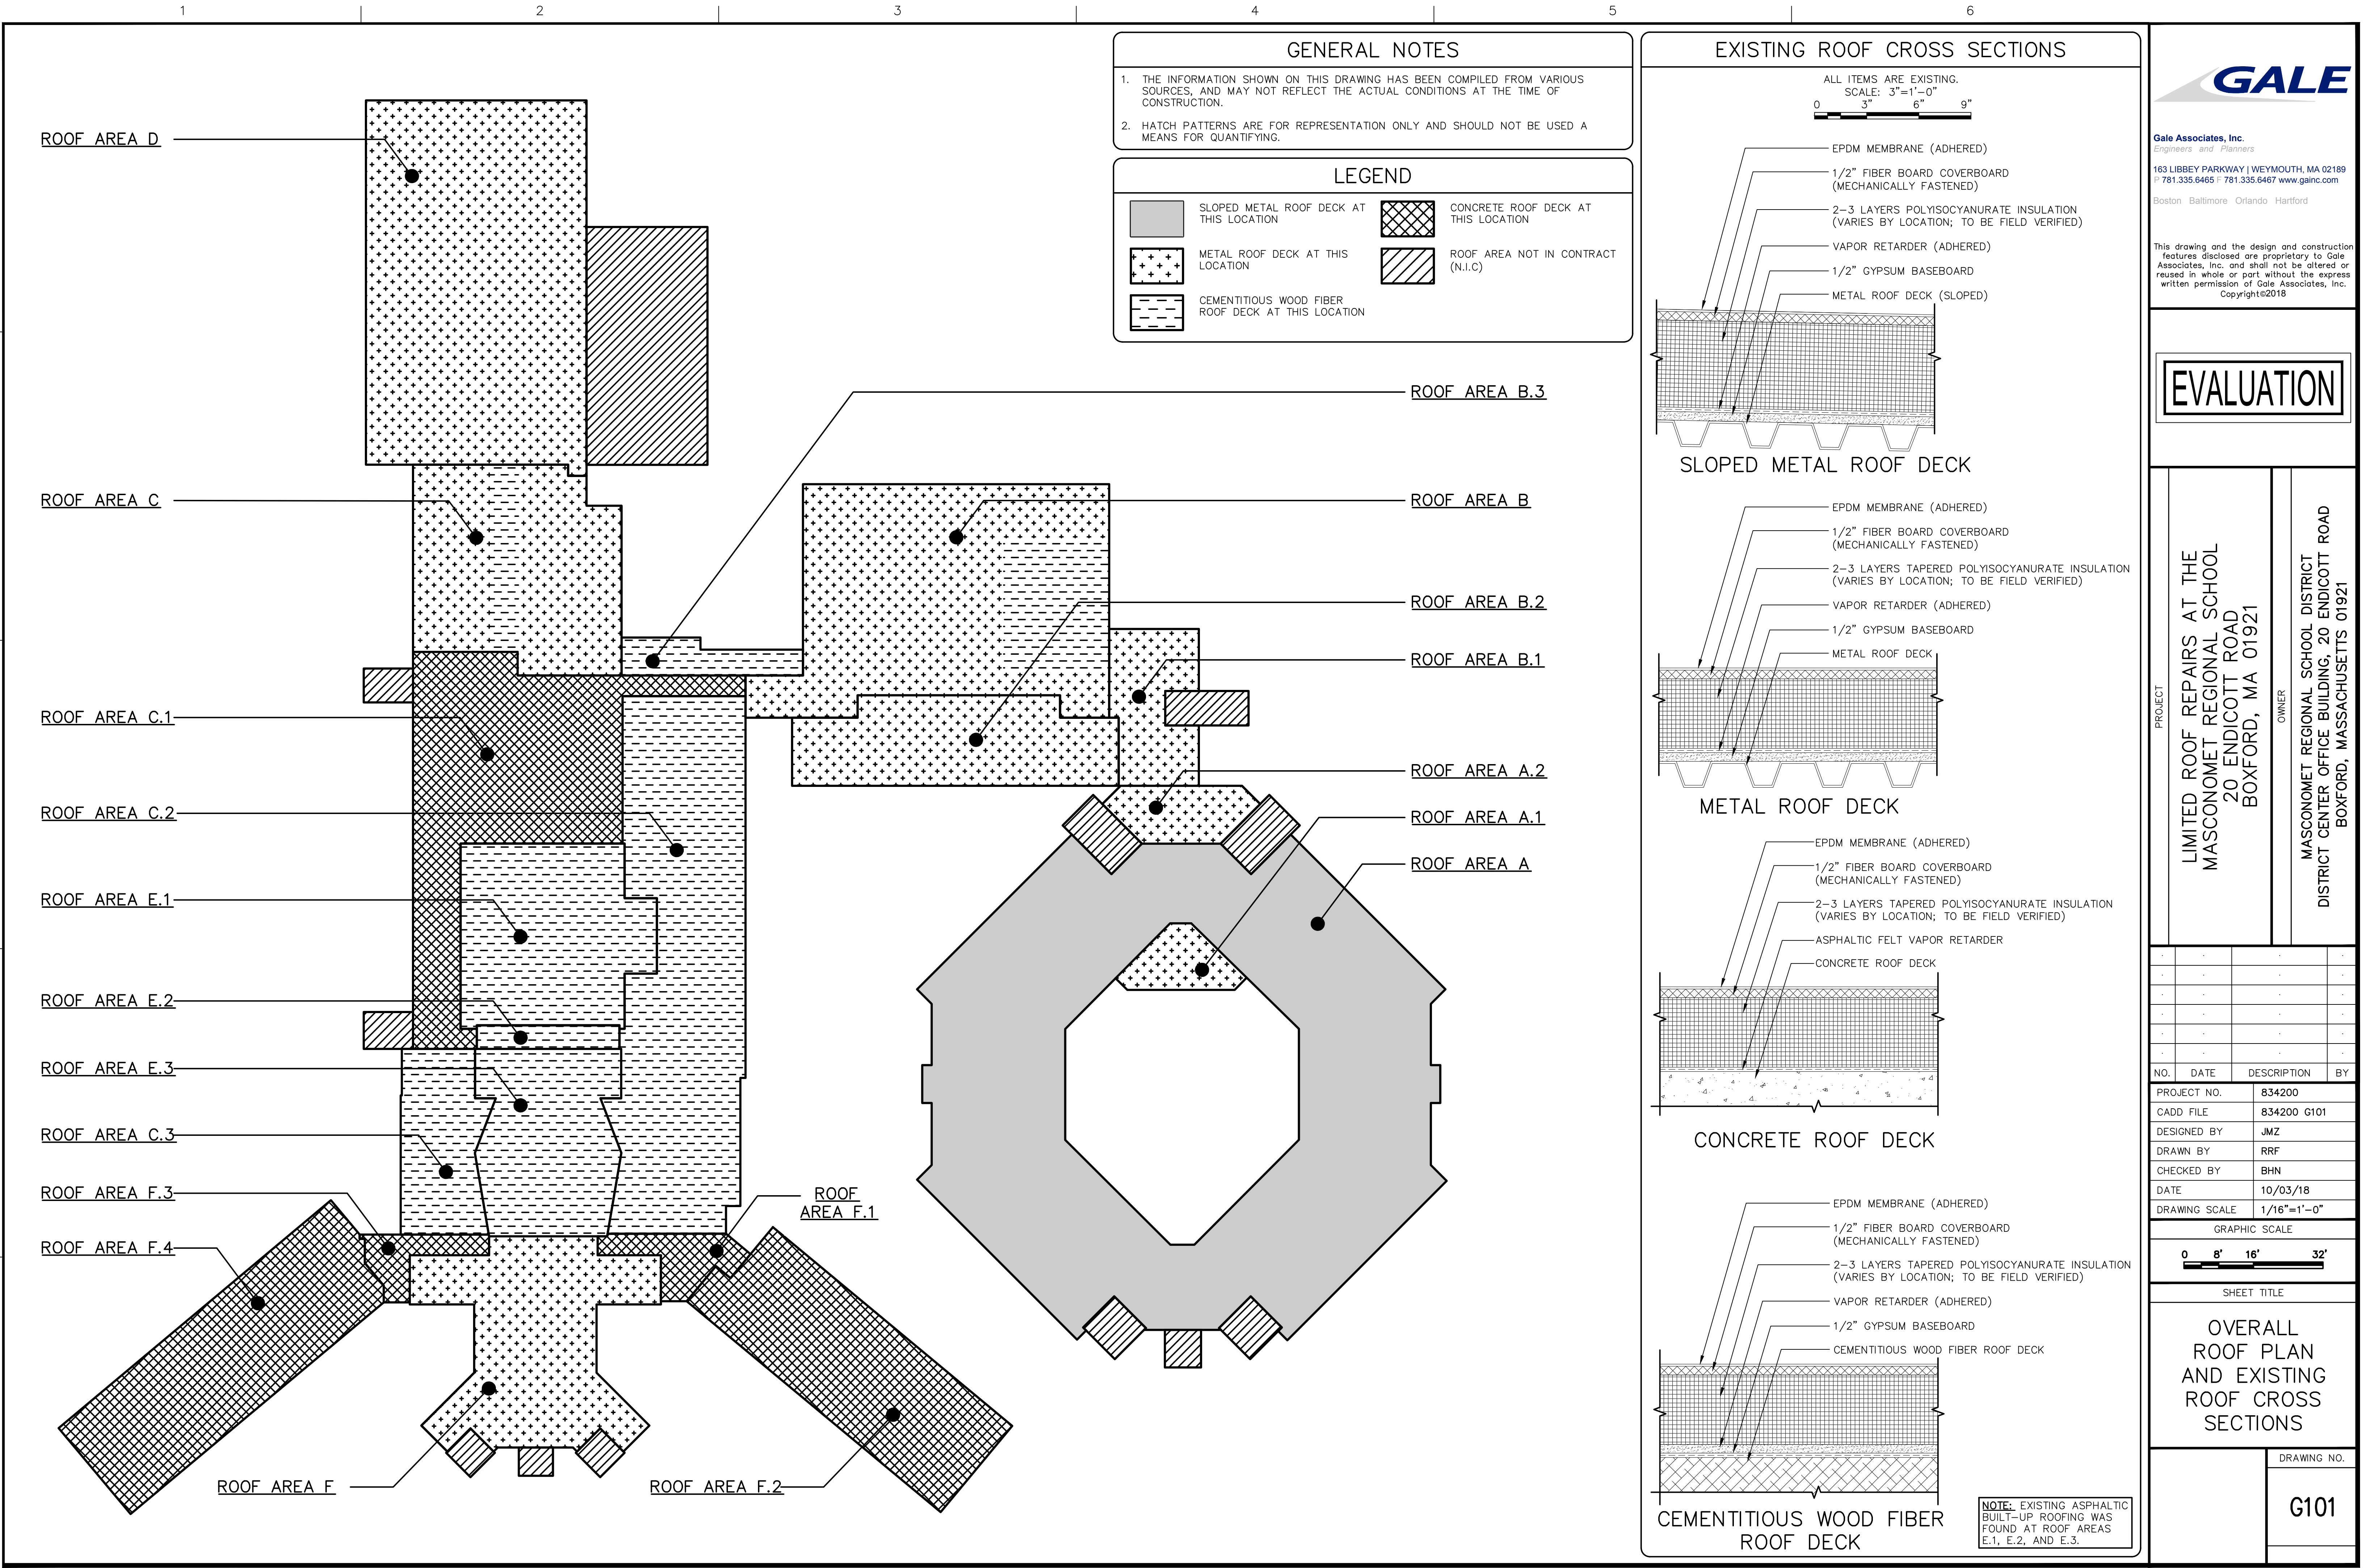 1 2 3 4 5 6
GENERAL NOTES
1. THE INFORMATION SHOWN ON THIS DRAWING HAS BEEN COMPILED FROM VARIOUS
SOURCES, AND MAY NOT REFLECT THE ACTUAL CONDITIONS AT THE TIME OF
CONSTRUCTION.
2. HATCH PATTERNS ARE FOR REPRESENTATION ONLY AND SHOULD NOT BE USED A
MEANS FOR QUANTIFYING.
LEGEND
SLOPED METAL ROOF DECK AT
THIS LOCATION
METAL ROOF DECK AT THIS
LOCATION
CEMENTITIOUS WOOD FIBER
ROOF DECK AT THIS LOCATION
CONCRETE ROOF DECK AT
THIS LOCATION
ROOF AREA NOT IN CONTRACT
(N.I.C)
ROOF AREA D
ROOF AREA C
ROOF AREA C.1
ROOF AREA C.2
ROOF AREA E.1
ROOF AREA E.2
ROOF AREA E.3
ROOF AREA C.3
ROOF AREA F.3
ROOF AREA F.4
ROOF AREA F
ROOF AREA F.2
ROOF
AREA F.1
ROOF AREA B.3
ROOF AREA B
ROOF AREA B.2
ROOF AREA B.1
ROOF AREA A.2
ROOF AREA A.1
ROOF AREA A
EXISTING ROOF CROSS SECTIONS
ALL ITEMS ARE EXISTING.
SCALE: 3"=1'-0"
0 3" 6" 9"
EPDM MEMBRANE (ADHERED)
1/2" FIBER BOARD COVERBOARD
(MECHANICALLY FASTENED)
2-3 LAYERS POLYISOCYANURATE INSULATION
(VARIES BY LOCATION; TO BE FIELD VERIFIED)
VAPOR RETARDER (ADHERED)
1/2" GYPSUM BASEBOARD
METAL ROOF DECK (SLOPED)
SLOPED METAL ROOF DECK
EPDM MEMBRANE (ADHERED)
1/2" FIBER BOARD COVERBOARD
(MECHANICALLY FASTENED)
2-3 LAYERS TAPERED POLYISOCYANURATE INSULATION
(VARIES BY LOCATION; TO BE FIELD VERIFIED)
VAPOR RETARDER (ADHERED)
1/2" GYPSUM BASEBOARD
METAL ROOF DECK
METAL ROOF DECK
EPDM MEMBRANE (ADHERED)
1/2" FIBER BOARD COVERBOARD
(MECHANICALLY FASTENED)
2-3 LAYERS TAPERED POLYISOCYANURATE INSULATION
(VARIES BY LOCATION; TO BE FIELD VERIFIED)
ASPHALTIC FELT VAPOR RETARDER
CONCRETE ROOF DECK
CONCRETE ROOF DECK
EPDM MEMBRANE (ADHERED)
1/2" FIBER BOARD COVERBOARD
(MECHANICALLY FASTENED)
2-3 LAYERS TAPERED POLYISOCYANURATE INSULATION
(VARIES BY LOCATION; TO BE FIELD VERIFIED)
VAPOR RETARDER (ADHERED)
1/2" GYPSUM BASEBOARD
CEMENTITIOUS WOOD FIBER ROOF DECK
CEMENTITIOUS WOOD FIBER
ROOF DECK
NOTE: EXISTING ASPHALTIC
BUILT-UP ROOFING WAS
FOUND AT ROOF AREAS
E.1, E.2, AND E.3.
GALE
Gale Associates, Inc.
Engineers and Planners
163 LIBBEY PARKWAY | WEYMOUTH, MA 02189
P 781.335.6465 F 781.335.6467 www.gainc.com
Boston Baltimore Orlando Hartford
This drawing and the design and construction
features disclosed are proprietary to Gale
Associates, Inc. and shall not be altered or
reused in whole or part without the express
written permission of Gale Associates, Inc.
Copyright©2018
EVALUATION
PROJECT
LIMITED ROOF REPAIRS AT THE
MASCONOMET REGIONAL SCHOOL
20 ENDICOTT ROAD
BOXFORD, MA 01921
OWNER
MASCONOMET REGIONAL SCHOOL DISTRICT
DISTRICT CENTER OFFICE BUILDING, 20 ENDICOTT ROAD
BOXFORD, MASSACHUSETTS 01921
NO. DATE DESCRIPTION BY
PROJECT NO. 834200
CADD FILE 834200 G101
DESIGNED BY JMZ
DRAWN BY RRF
CHECKED BY BHN
DATE 10/03/18
DRAWING SCALE 1/16"=1'-0"
GRAPHIC SCALE
0 8' 16' 32'
SHEET TITLE
OVERALL
ROOF PLAN
AND EXISTING
ROOF CROSS
SECTIONS
DRAWING NO.
G101